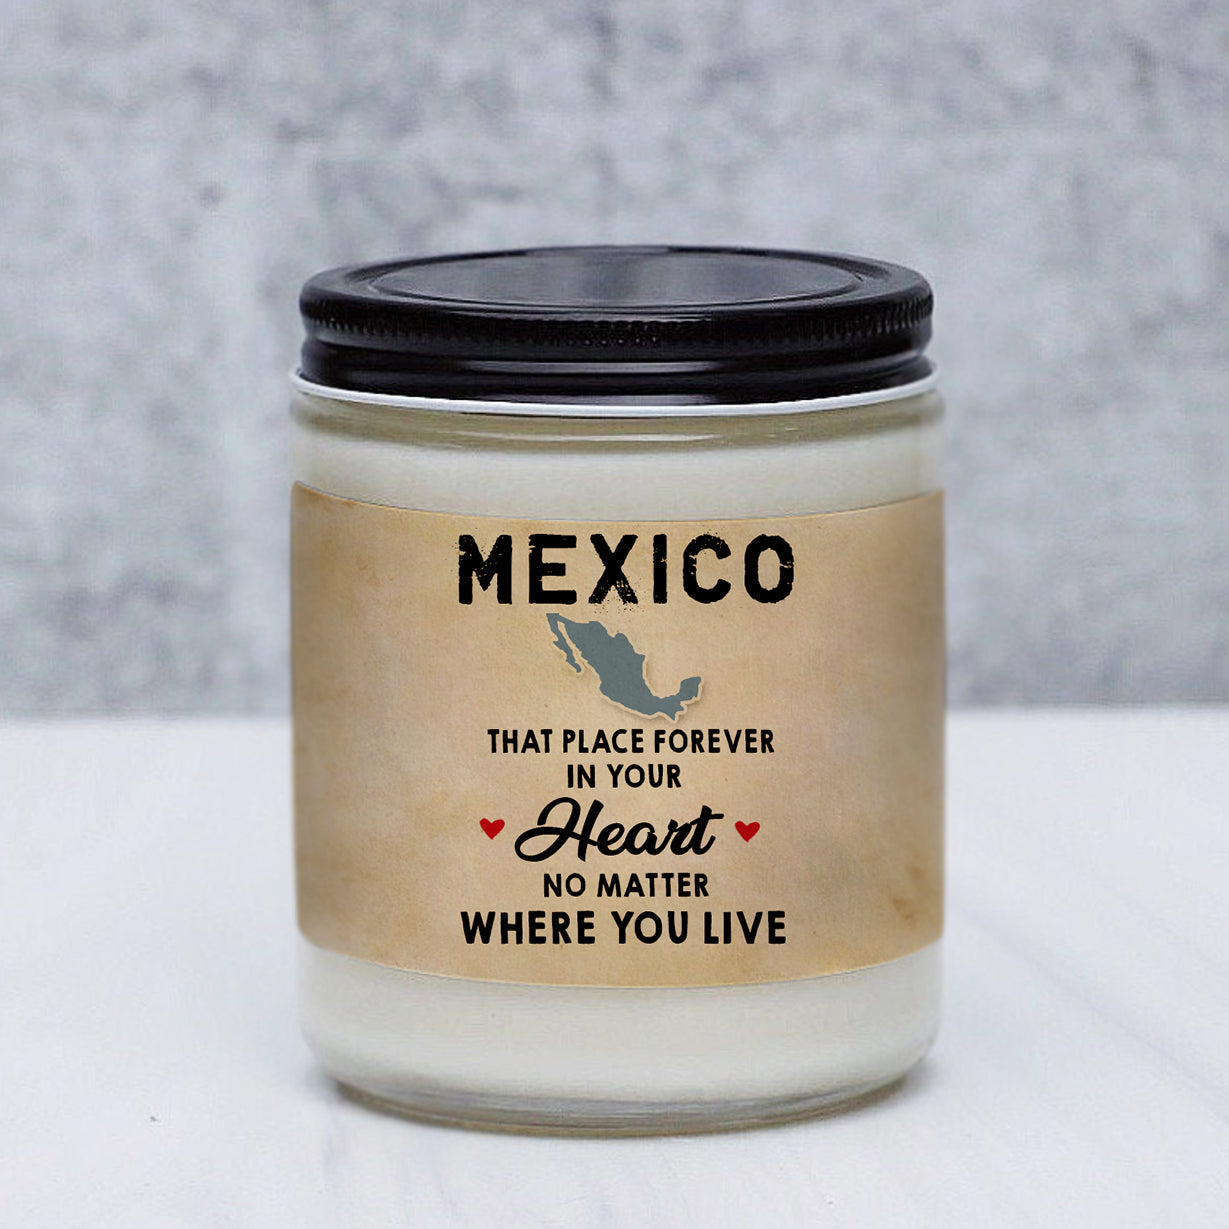 MEXICO
THAT PLACE FOREVER
IN YOUR
Heart
NO MATTER
WHERE YOU LIVE